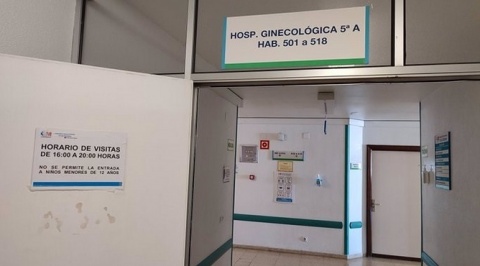 HOSP. GINECOLÓGICA 5ª A
HAB. 501 a 518
HORARIO DE VISITAS
DE 16:00 A 20:00 HORAS
NO SE PERMITE LA ENTRADA
A NIÑOS MENORES DE 12 AÑOS